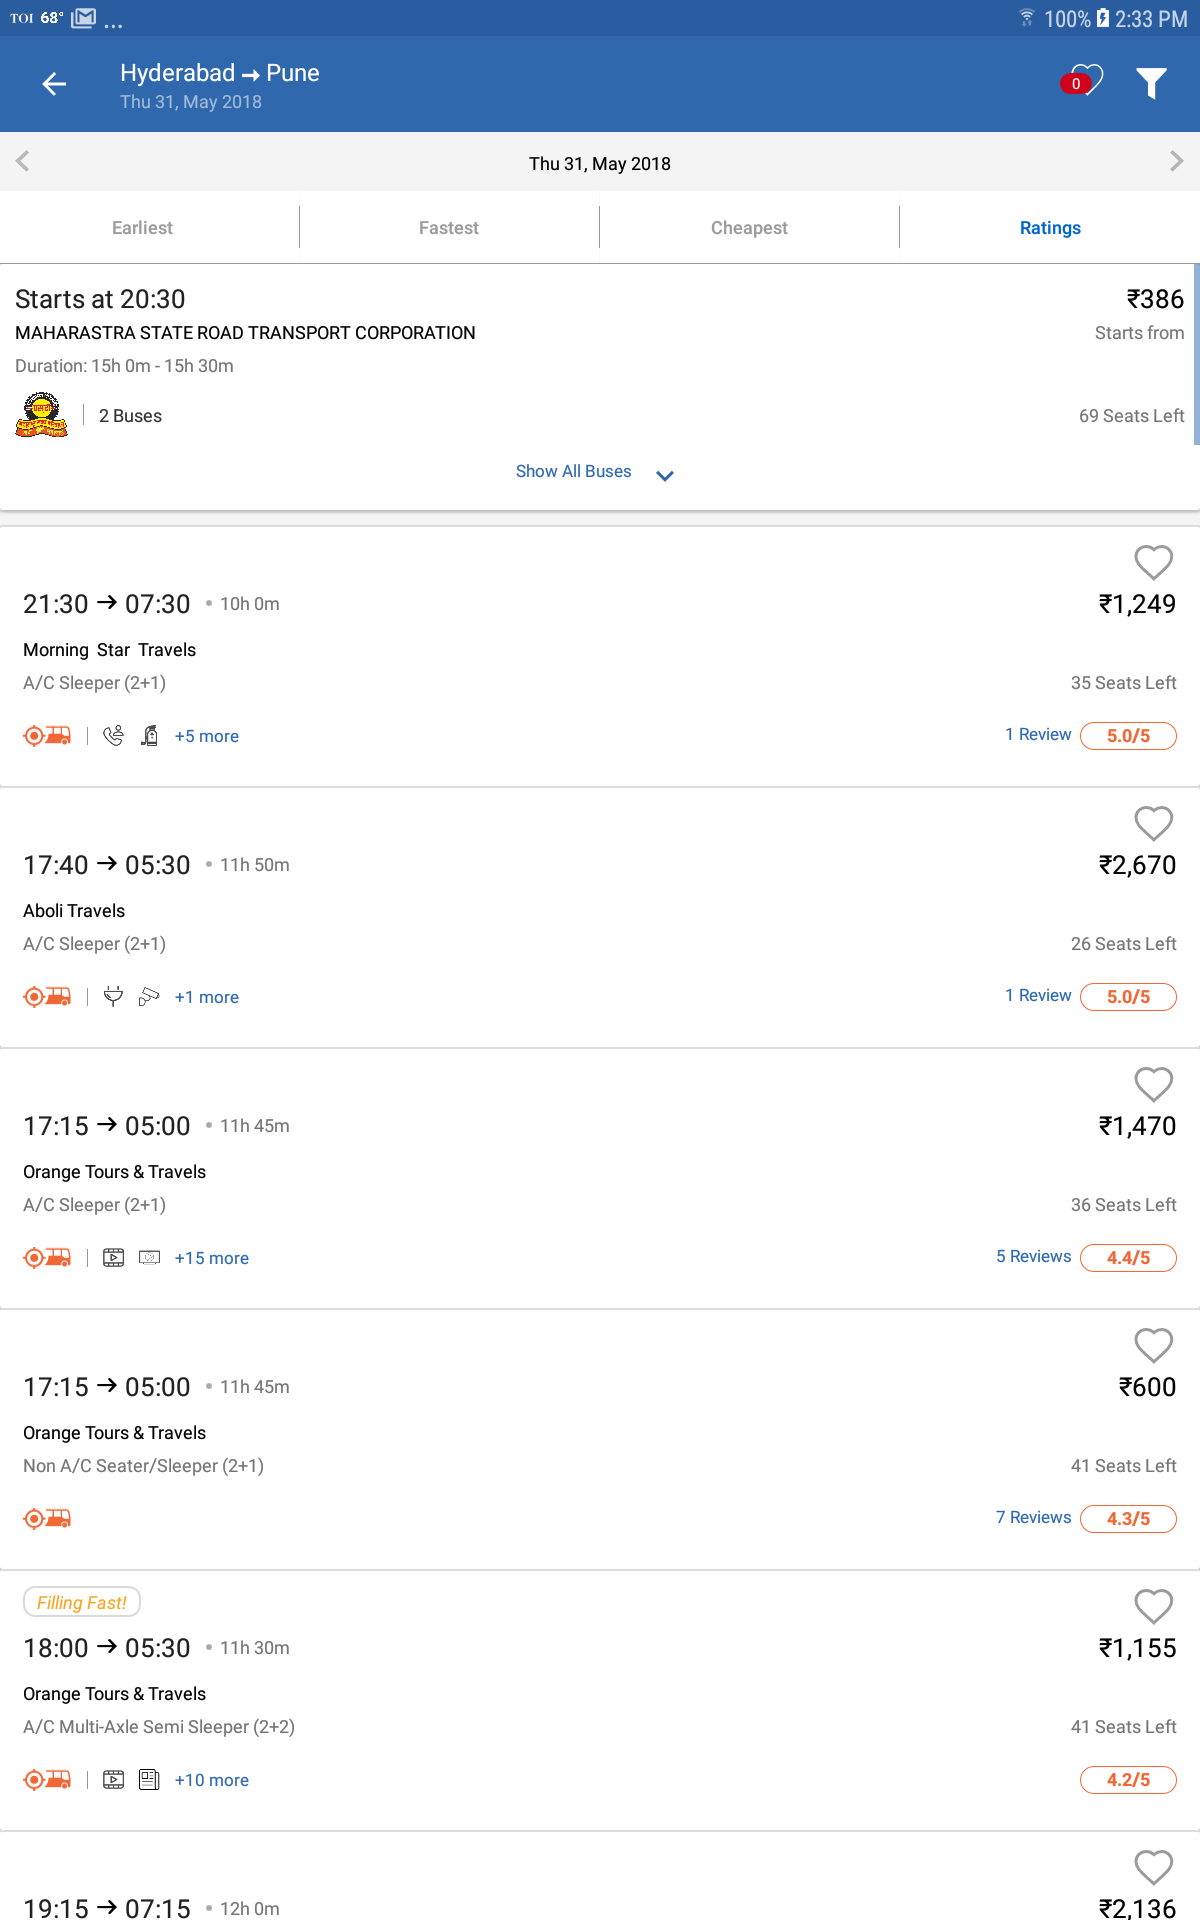 TOI 68° ...
100% 2:33 PM
Hyderabad → Pune
Thu 31, May 2018
0
Thu 31, May 2018
Earliest Fastest Cheapest Ratings
Starts at 20:30 ₹386
MAHARASTRA STATE ROAD TRANSPORT CORPORATION Starts from
Duration: 15h 0m - 15h 30m
2 Buses 69 Seats Left
Show All Buses
21:30 → 07:30 • 10h 0m ₹1,249
Morning Star Travels
A/C Sleeper (2+1) 35 Seats Left
+5 more 1 Review 5.0/5
17:40 → 05:30 • 11h 50m ₹2,670
Aboli Travels
A/C Sleeper (2+1) 26 Seats Left
+1 more 1 Review 5.0/5
17:15 → 05:00 • 11h 45m ₹1,470
Orange Tours & Travels
A/C Sleeper (2+1) 36 Seats Left
+15 more 5 Reviews 4.4/5
17:15 → 05:00 • 11h 45m ₹600
Orange Tours & Travels
Non A/C Seater/Sleeper (2+1) 41 Seats Left
7 Reviews 4.3/5
Filling Fast!
18:00 → 05:30 • 11h 30m ₹1,155
Orange Tours & Travels
A/C Multi-Axle Semi Sleeper (2+2) 41 Seats Left
+10 more 4.2/5
19:15 → 07:15 • 12h 0m ₹2,136